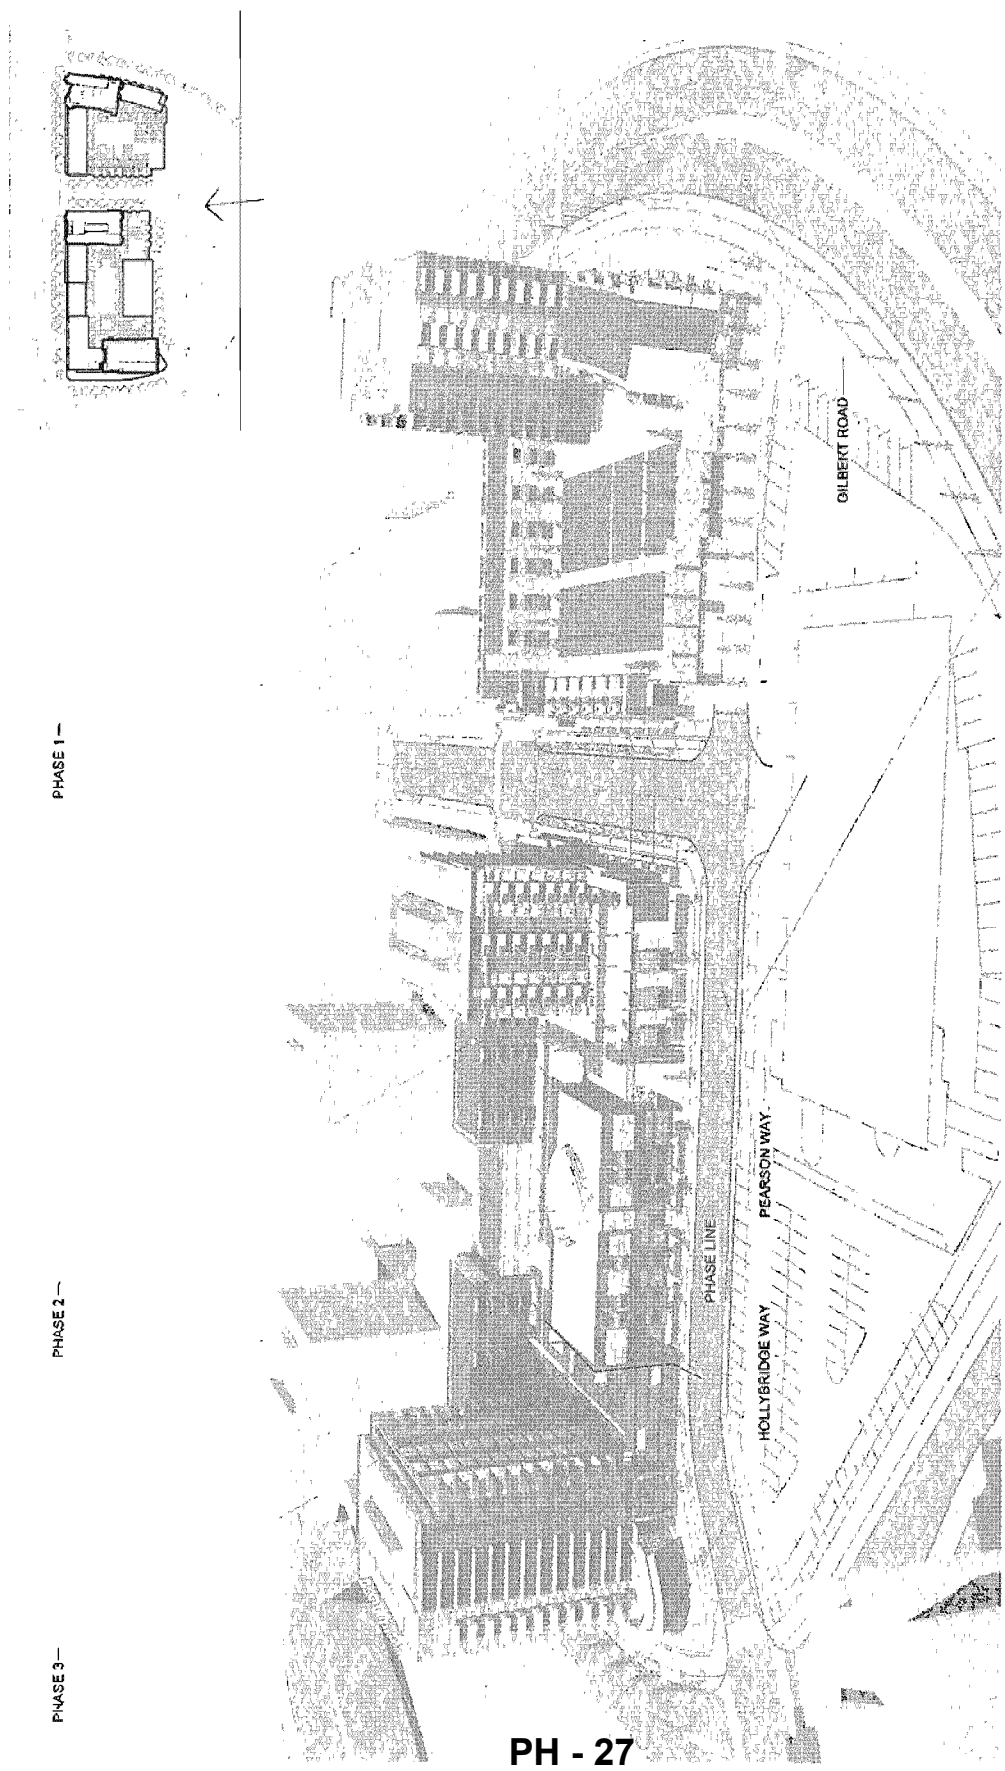 PHASE 3
PHASE 2
PHASE 1
HOLLYBRIDGE WAY
PEARSON WAY
PHASE LINE
GILBERT ROAD
PH - 27